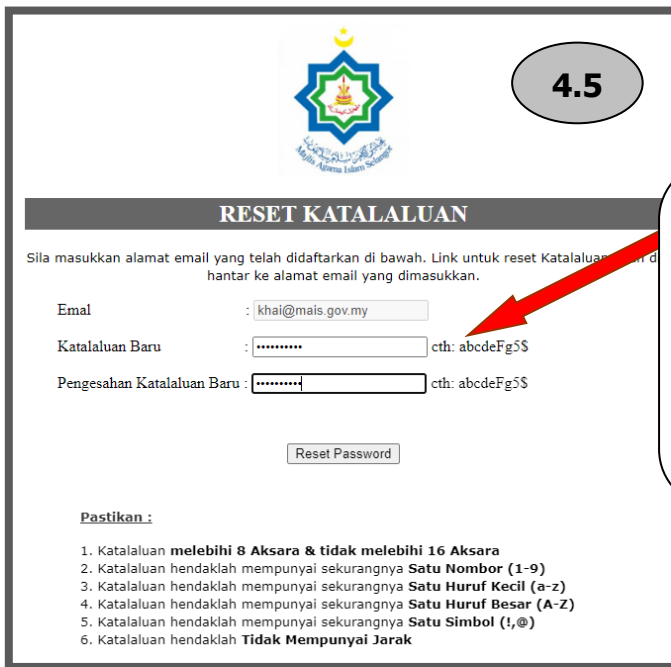 4.5
Majlis Agama Islam Selangor
RESET KATALALUAN
Sila masukkan alamat email yang telah didaftarkan di bawah. Link untuk reset Katalaluan
hantar ke alamat email yang dimasukkan.
Emal : khai@mais.gov.my
Katalaluan Baru : •••••••••• cth: abcdeFg5$
Pengesahan Katalaluan Baru : •••••••••• cth: abcdeFg5$
Reset Password
Pastikan :
1. Katalaluan melebihi 8 Aksara & tidak melebihi 16 Aksara
2. Katalaluan hendaklah mempunyai sekurangnya Satu Nombor (1-9)
3. Katalaluan hendaklah mempunyai sekurangnya Satu Huruf Kecil (a-z)
4. Katalaluan hendaklah mempunyai sekurangnya Satu Huruf Besar (A-Z)
5. Katalaluan hendaklah mempunyai sekurangnya Satu Simbol (!,@)
6. Katalaluan hendaklah Tidak Mempunyai Jarak